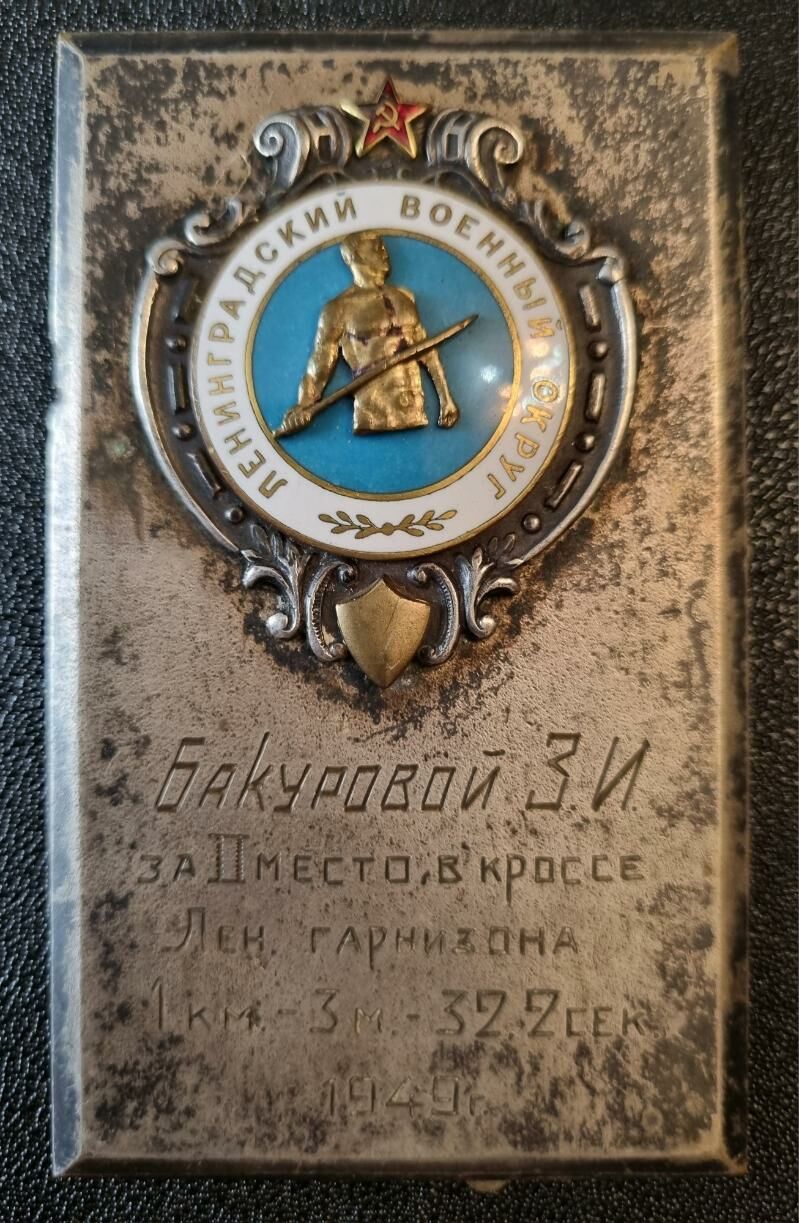 ЛЕНИНГРАДСКИЙ ВОЕННЫЙ ОКРУГ
Бакуровой З.И.
ЗА II МЕСТО, В КРОССЕ
Лен. ГАРНИЗОНА
1 км. - 3 м. - 32,2 сек.
1949 г.